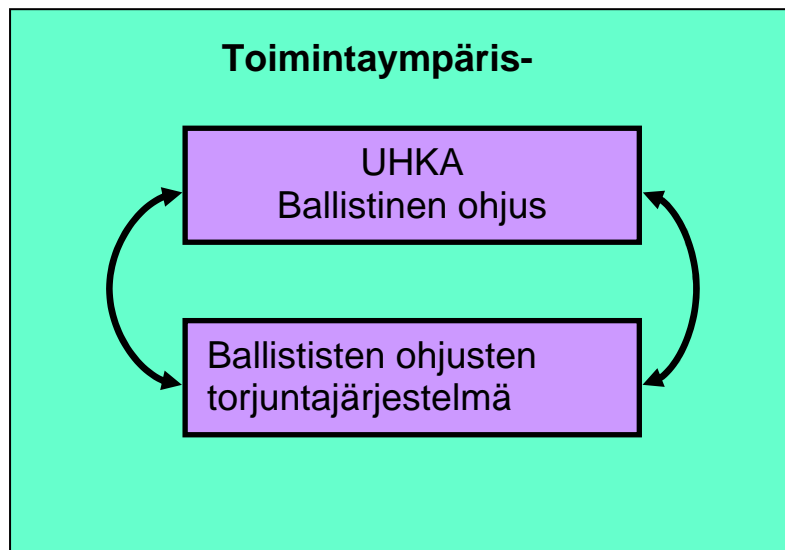 Toimintaympäris-
UHKA
Ballistinen ohjus
Ballististen ohjusten
torjuntajärjestelmä